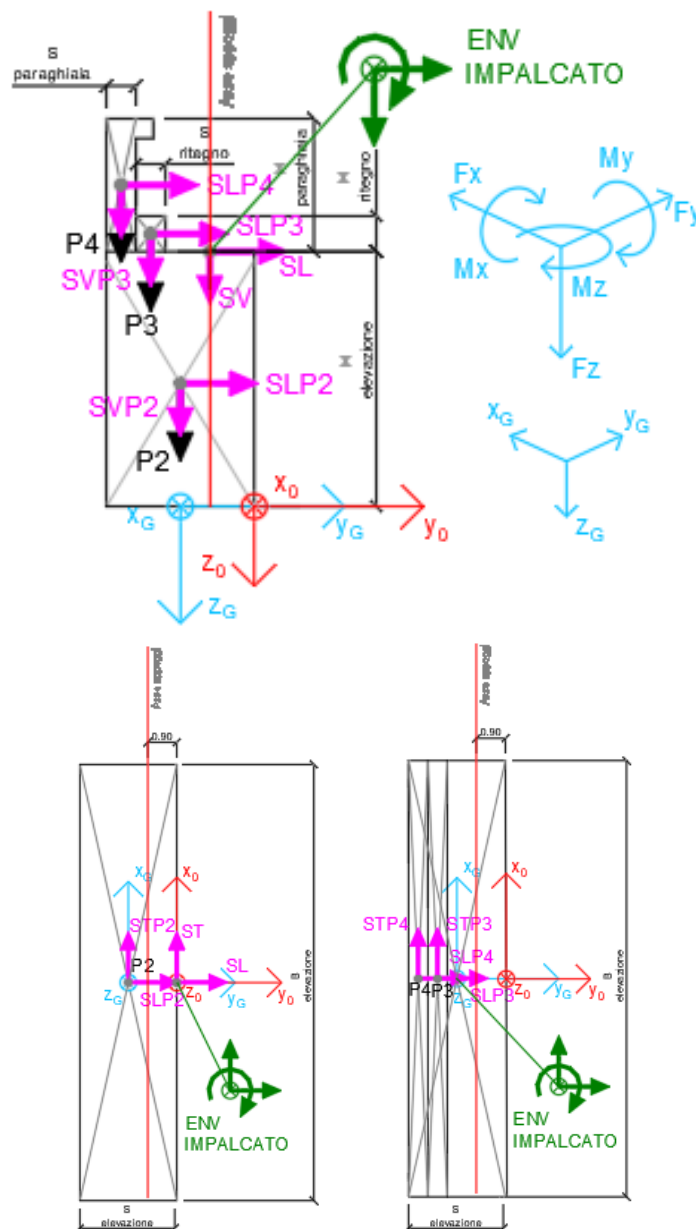 S
paraghiaia
Asse appoggi
ENV
IMPALCATO
S
ritegno
H
paraghiaia
H
ritegno
SLP4
SLP3
P4
SVP3
P3
SL
SV
H
elevazione
SLP2
SVP2
P2
x0
xG
yG
y0
z0
zG
Fx
My
Fy
Mx
Mz
Fz
xG
yG
zG
Asse appoggi
0.90
xG
x0
STP2
ST
P2
SL
zG
SLP2
z0
yG
y0
B
elevazione
ENV
IMPALCATO
S
elevazione
Asse appoggi
0.90
xG
x0
STP4
STP3
SLP4
P4
P3
zG
SLP3
z0
yG
y0
B
elevazione
ENV
IMPALCATO
S
elevazione